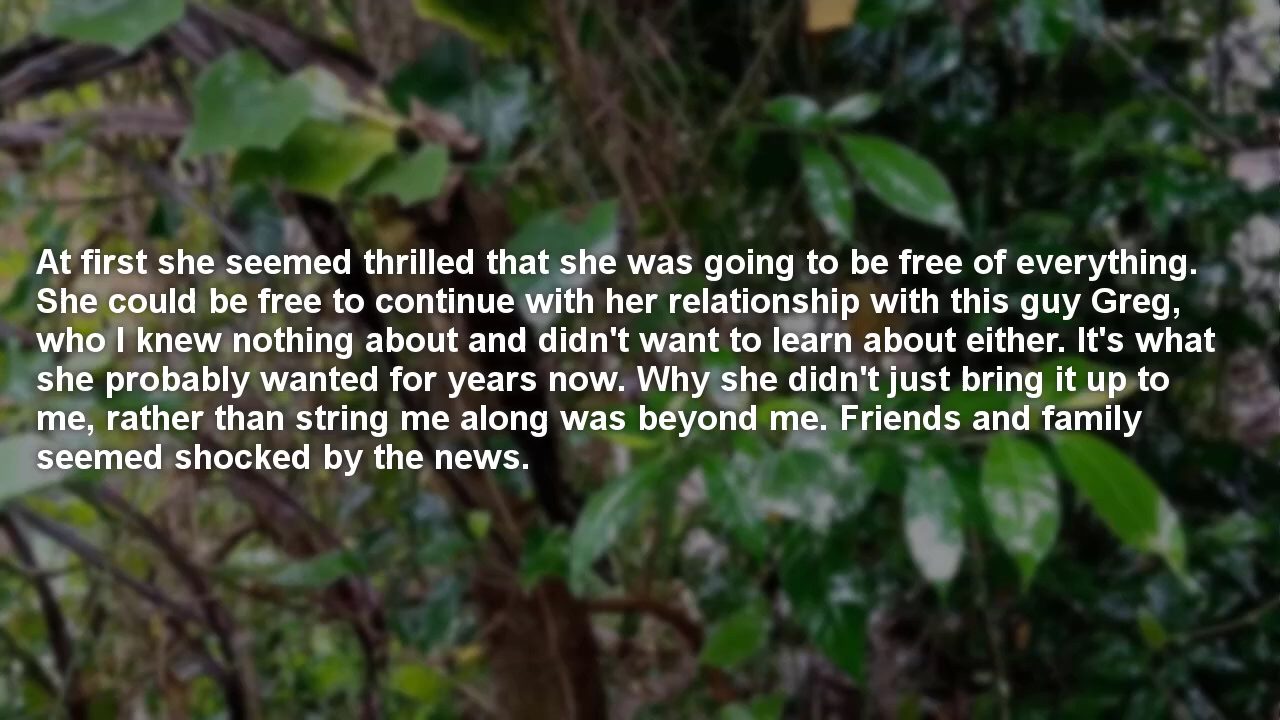 At first she seemed thrilled that she was going to be free of everything.
She could be free to continue with her relationship with this guy Greg,
who I knew nothing about and didn't want to learn about either. It's what
she probably wanted for years now. Why she didn't just bring it up to
me, rather than string me along was beyond me. Friends and family
seemed shocked by the news.